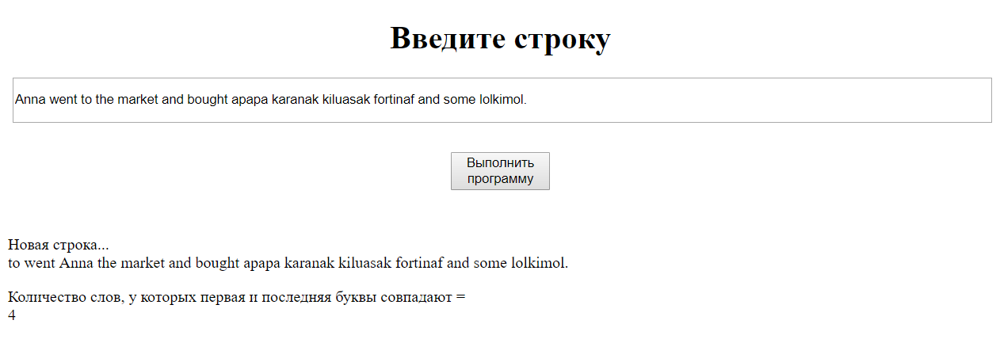 Введите строку
Anna went to the market and bought apapa karanak kiluasak fortinaf and some lolkimol.
Выполнить
программу
Новая строка...
to went Anna the market and bought apapa karanak kiluasak fortinaf and some lolkimol.
Количество слов, у которых первая и последняя буквы совпадают =
4